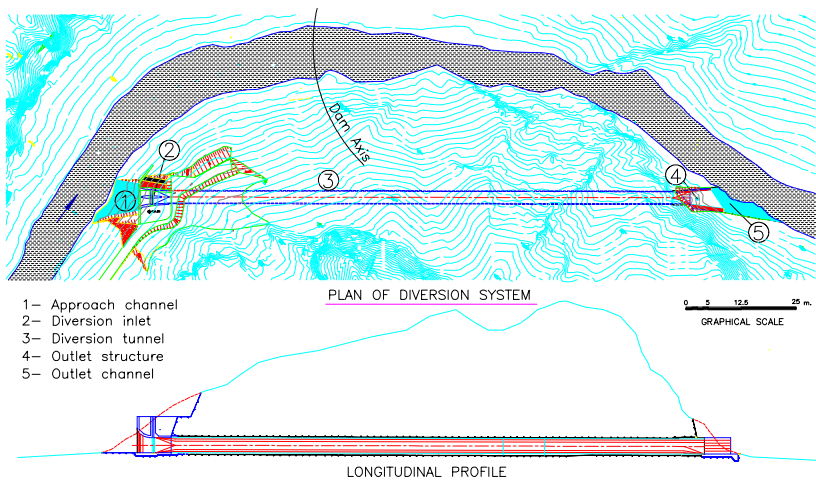 Dam Axis
2
3
4
1
5
PLAN OF DIVERSION SYSTEM
1– Approach channel
2– Diversion inlet
3– Diversion tunnel
4– Outlet structure
5– Outlet channel
0 5 12.5 25 m.
GRAPHICAL SCALE
LONGITUDINAL PROFILE